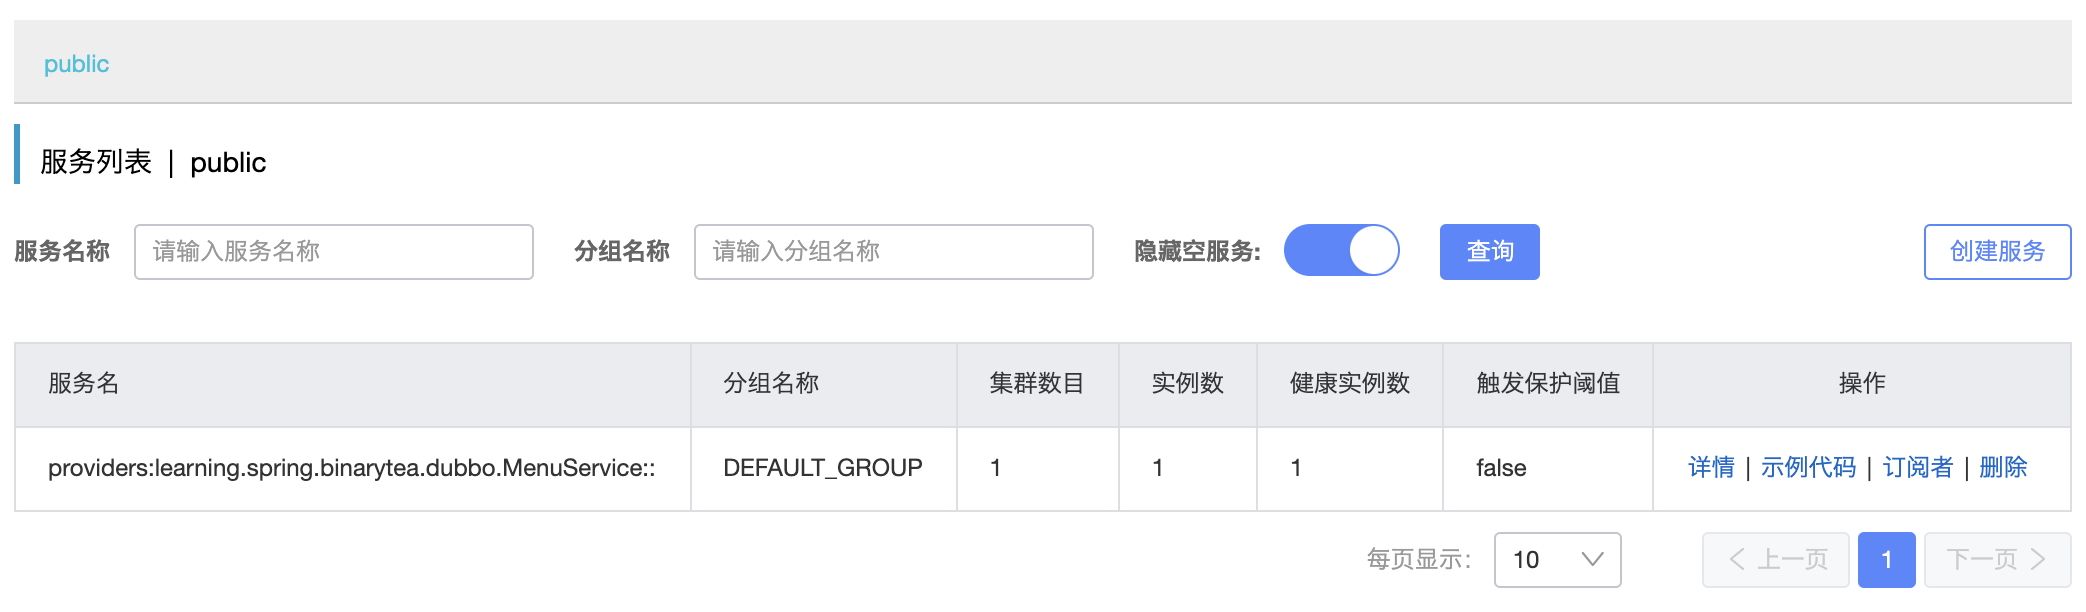 public
服务列表 | public
服务名称 请输入服务名称 分组名称 请输入分组名称 隐藏空服务: 查询 创建服务
服务名 分组名称 集群数目 实例数 健康实例数 触发保护阈值 操作
providers:learning.spring.binarytea.dubbo.MenuService:: DEFAULT_GROUP 1 1 1 false 详情 | 示例代码 | 订阅者 | 删除
每页显示: 10 上一页 1 下一页